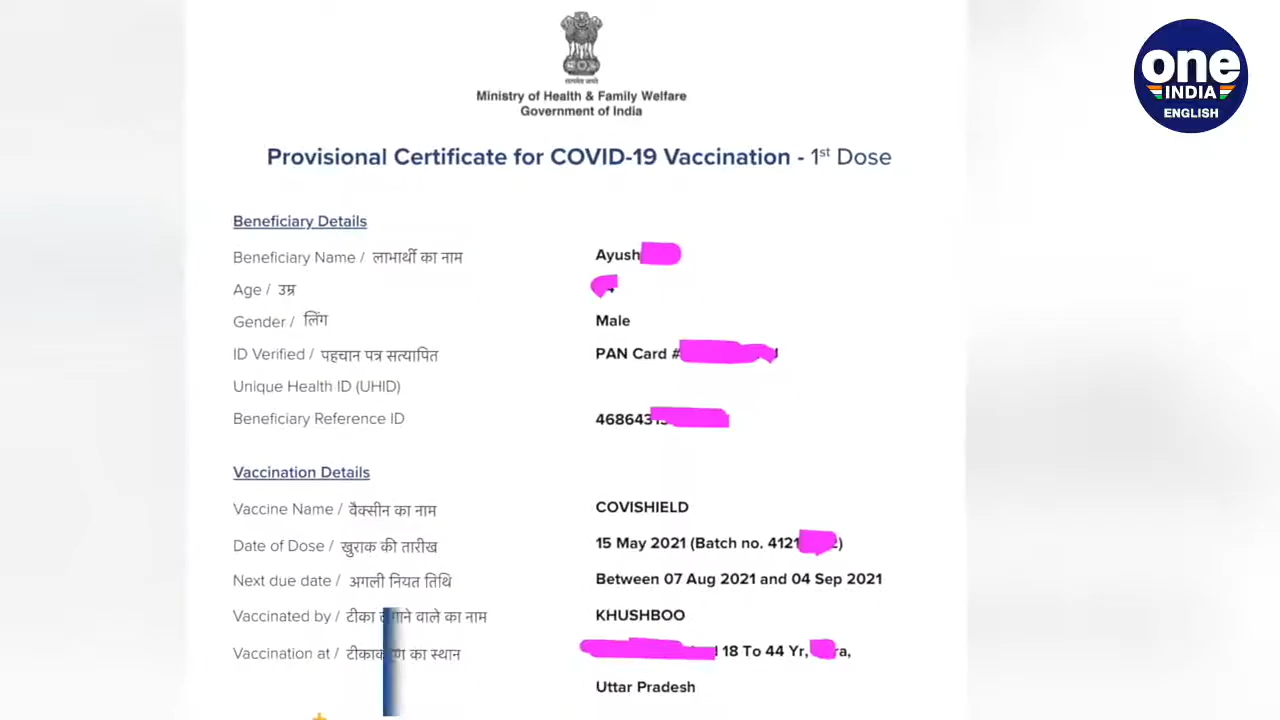 one
INDIA
ENGLISH
सत्यमेव जयते
Ministry of Health & Family Welfare
Government of India
Provisional Certificate for COVID-19 Vaccination - 1st Dose
Beneficiary Details
Beneficiary Name / लाभार्थी का नाम Ayush
Age / उम्र
Gender / लिंग Male
ID Verified / पहचान पत्र सत्यापित PAN Card #
Unique Health ID (UHID)
Beneficiary Reference ID 468643
Vaccination Details
Vaccine Name / वैक्सीन का नाम COVISHIELD
Date of Dose / खुराक की तारीख 15 May 2021 (Batch no. 4121 )
Next due date / अगली नियत तिथि Between 07 Aug 2021 and 04 Sep 2021
Vaccinated by / टीका लगाने वाले का नाम KHUSHBOO
Vaccination at / टीकाकरण का स्थान 18 To 44 Yr,
Uttar Pradesh